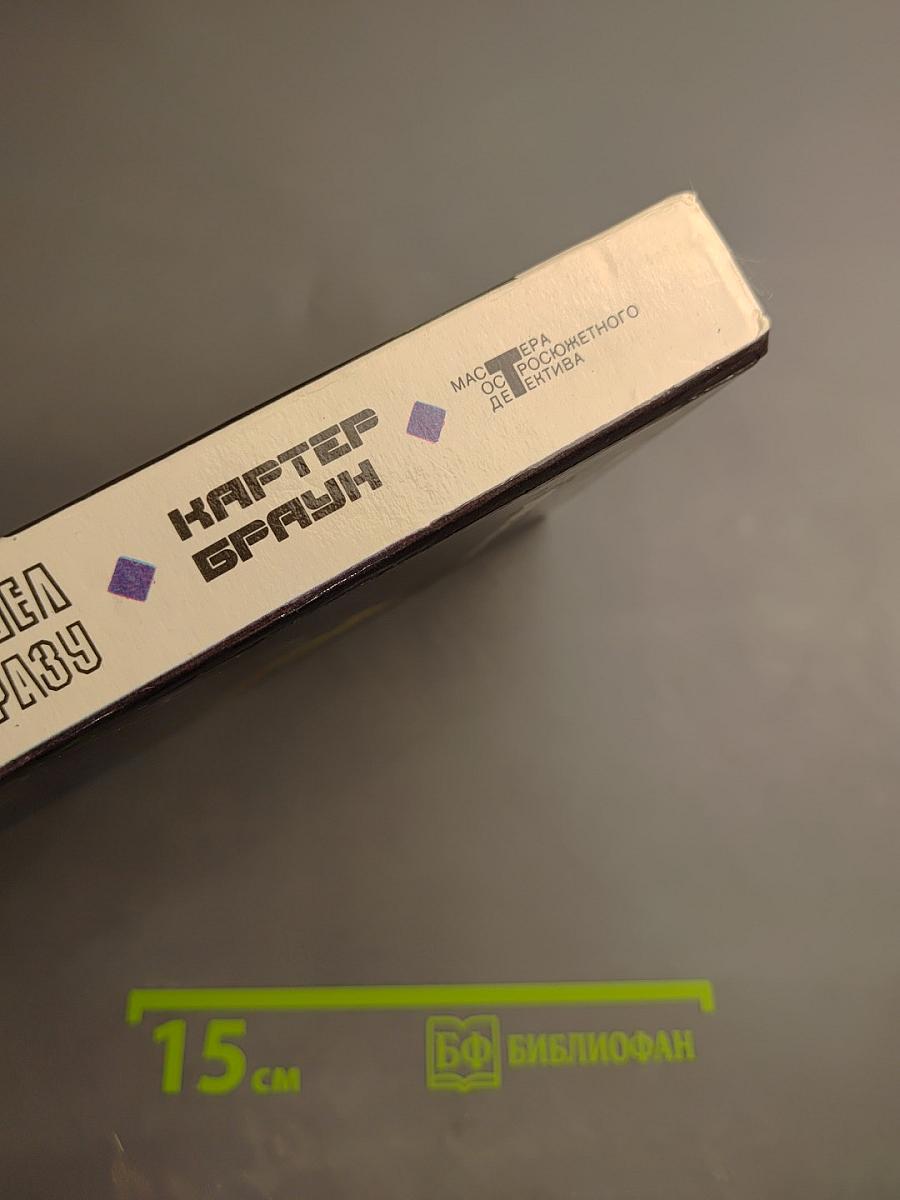 МАСТЕРА
ОСТРОСЮЖЕТНОГО
ДЕТЕКТИВА
КАРТЕР
БРАУН
15 см
БФ БИБЛИОФАН